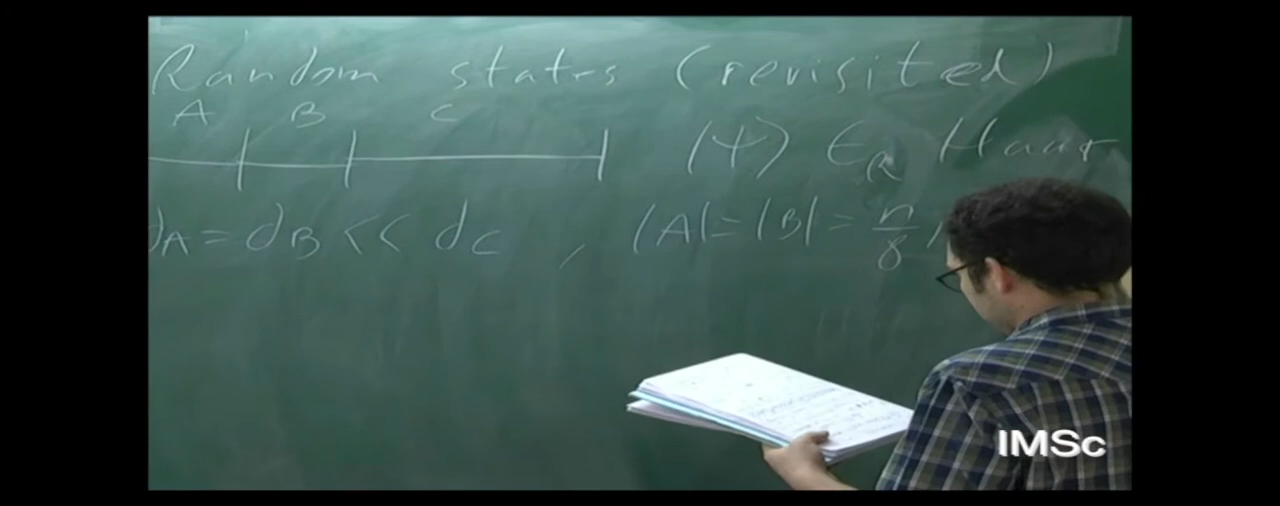 Random states (revisited)
A B C
|ψ⟩ ∈_R Haar
d_A = d_B << d_C , |A| = |B| = n/8
IMSc